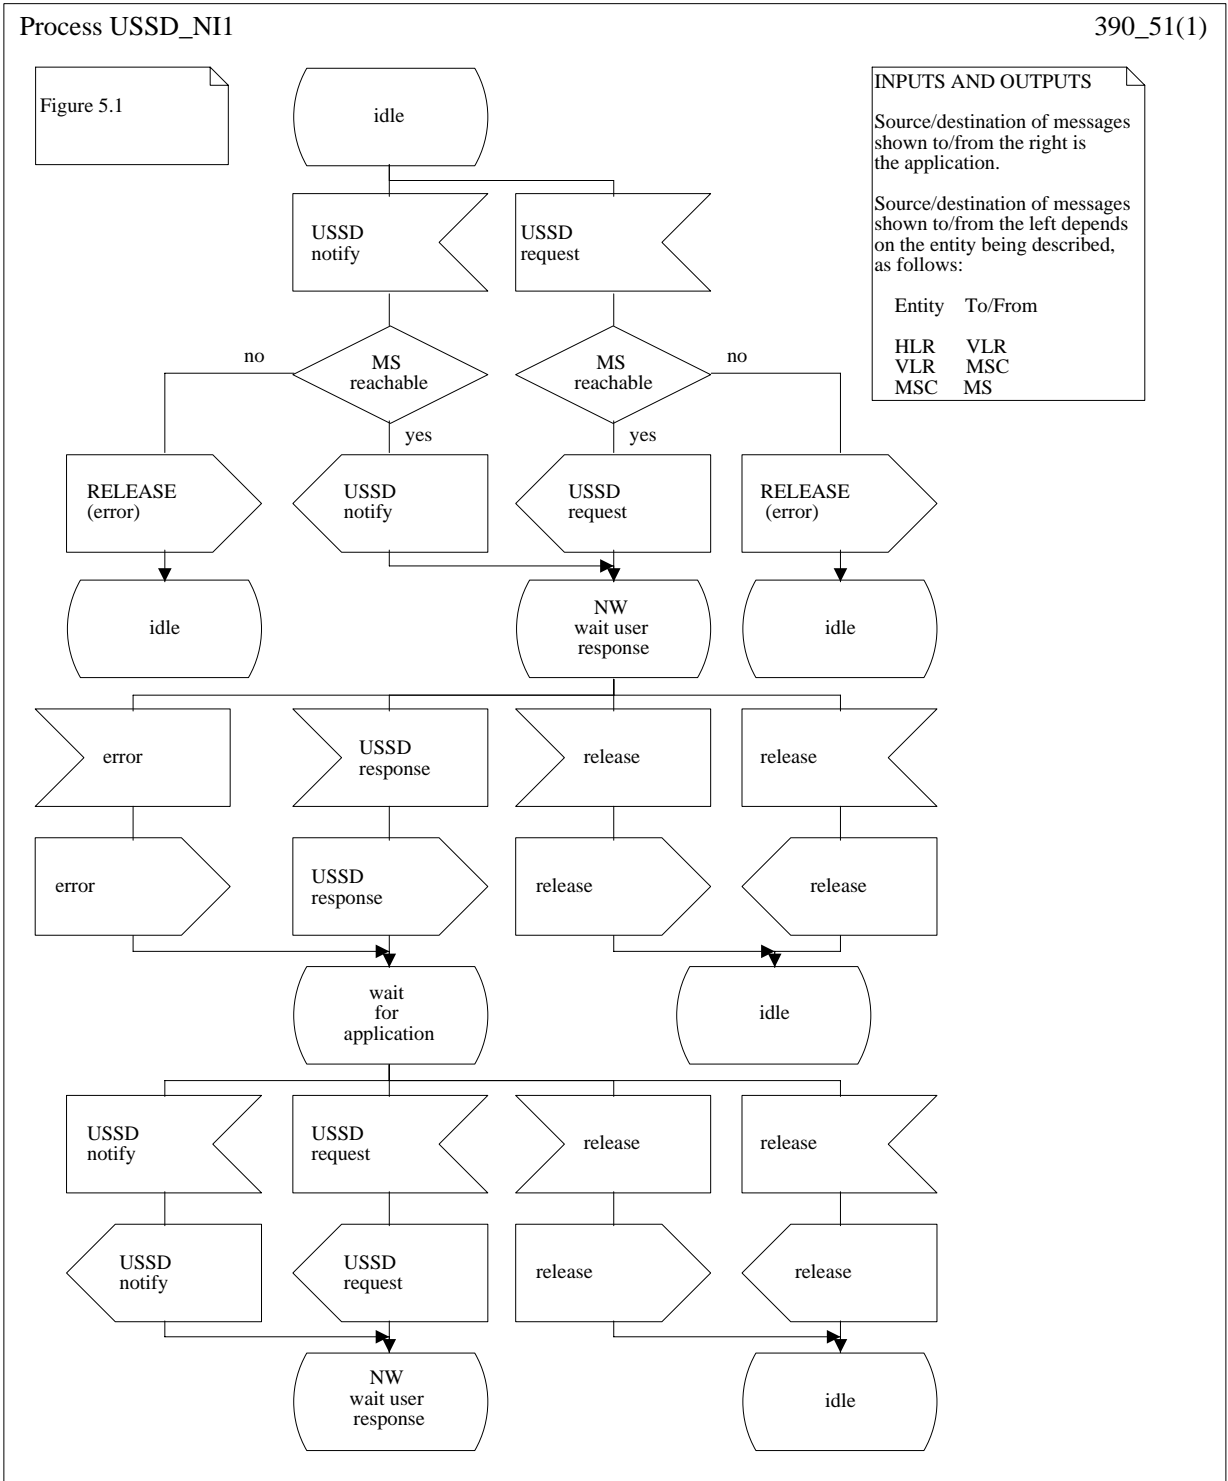 Process USSD_NI1
390_51(1)
Figure 5.1
idle
INPUTS AND OUTPUTS
Source/destination of messages
shown to/from the right is
the application.
Source/destination of messages
shown to/from the left depends
on the entity being described,
as follows:
Entity To/From
HLR VLR
VLR MSC
MSC MS
USSD
notify
USSD
request
no
MS
reachable
yes
MS
reachable
no
yes
RELEASE
(error)
USSD
notify
USSD
request
RELEASE
(error)
idle
NW
wait user
response
idle
error
USSD
response
release
release
error
USSD
response
release
release
wait
for
application
idle
USSD
notify
USSD
request
release
release
USSD
notify
USSD
request
release
release
NW
wait user
response
idle